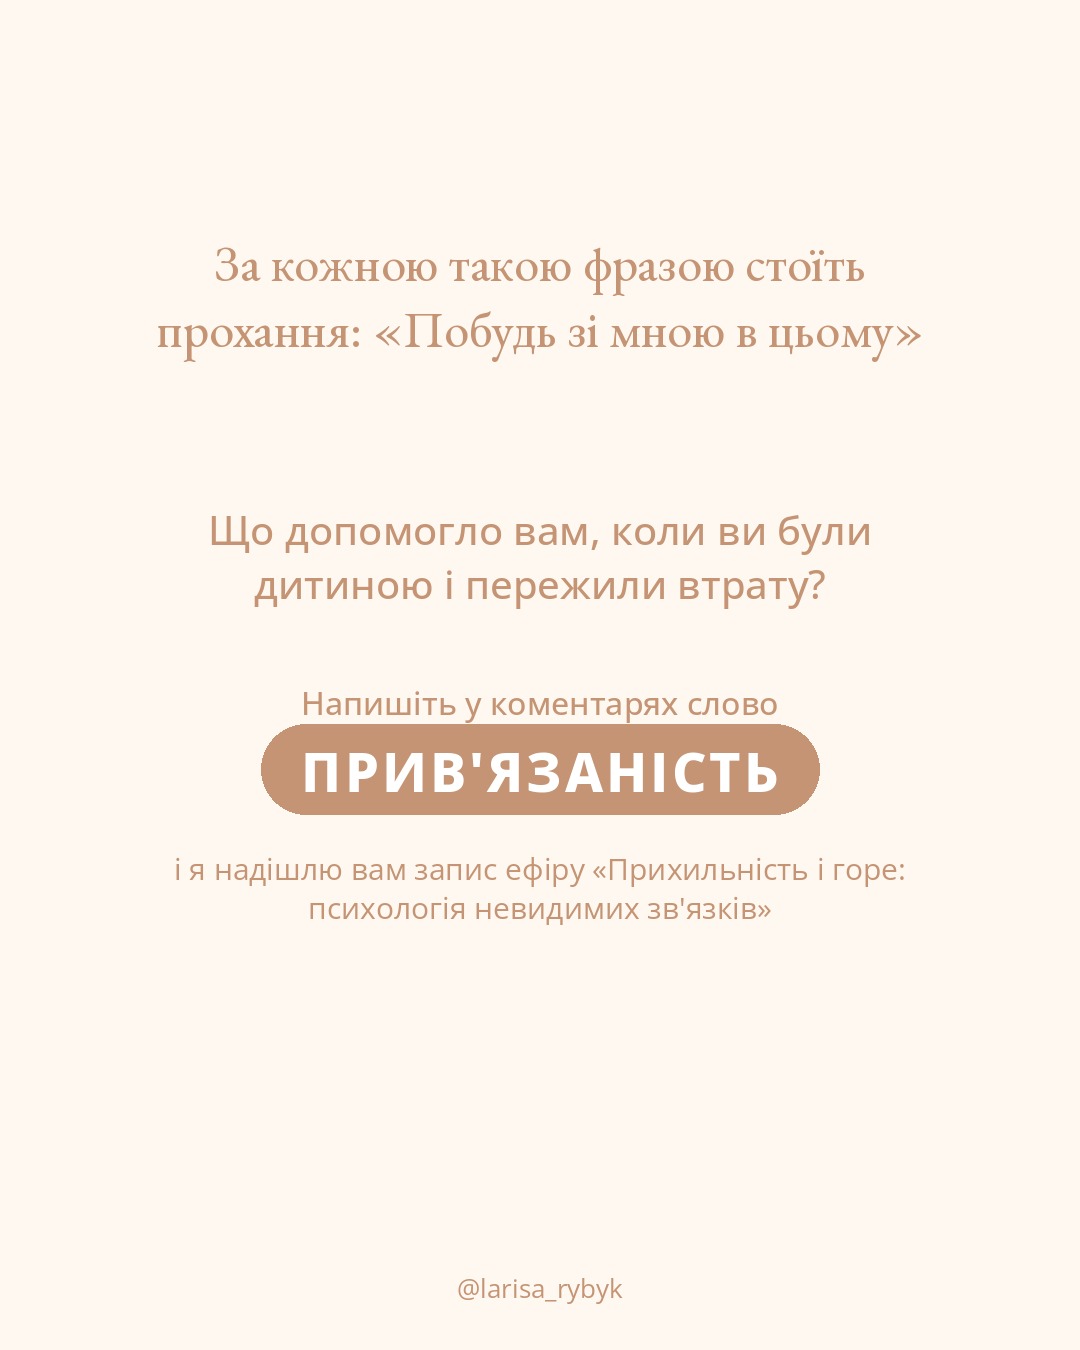 За кожною такою фразою стоїть
прохання: «Побудь зі мною в цьому»
Що допомогло вам, коли ви були
дитиною і пережили втрату?
Напишіть у коментарях слово
ПРИВ'ЯЗАНІСТЬ
і я надішлю вам запис ефіру «Прихильність і горе:
психологія невидимих зв'язків»
@larisa_rybyk